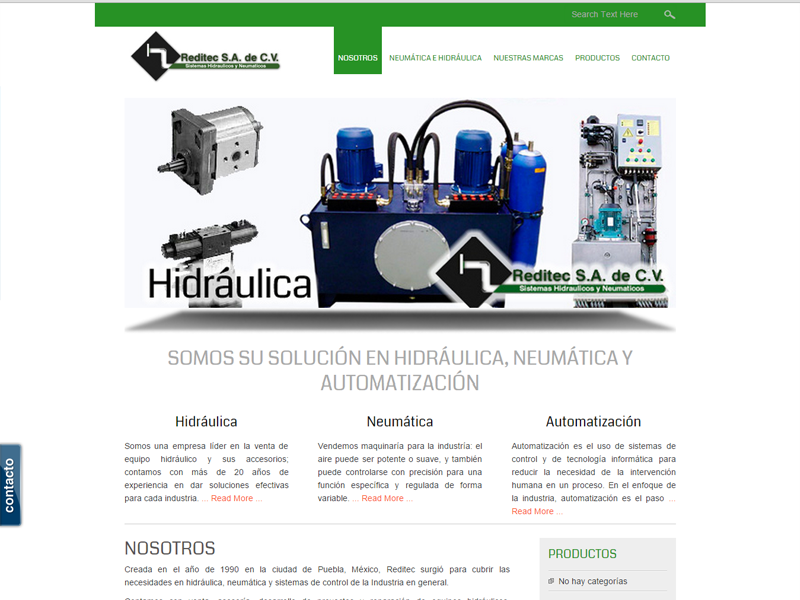 Search Text Here
Reditec S.A. de C.V.
Sistemas Hidraulicos y Neumaticos
NOSOTROS NEUMÁTICA E HIDRÁULICA NUESTRAS MARCAS PRODUCTOS CONTACTO
Hidráulica
Reditec S.A. de C.V.
Sistemas Hidraulicos y Neumaticos
SOMOS SU SOLUCIÓN EN HIDRÁULICA, NEUMÁTICA Y
AUTOMATIZACIÓN
Hidráulica
Somos una empresa líder en la venta de
equipo hidráulico y sus accesorios;
contamos con más de 20 años de
experiencia en dar soluciones efectivas
para cada industria. ... Read More ...
Neumática
Vendemos maquinaría para la industria: el
aire puede ser potente o suave, y también
puede controlarse con precisión para una
función específica y regulada de forma
variable. ... Read More ...
Automatización
Automatización es el uso de sistemas de
control y de tecnología informática para
reducir la necesidad de la intervención
humana en un proceso. En el enfoque de
la industria, automatización es el paso ...
Read More ...
contacto
NOSOTROS
Creada en el año de 1990 en la ciudad de Puebla, México, Reditec surgió para cubrir las
necesidades en hidráulica, neumática y sistemas de control de la Industria en general.
PRODUCTOS
No hay categorías